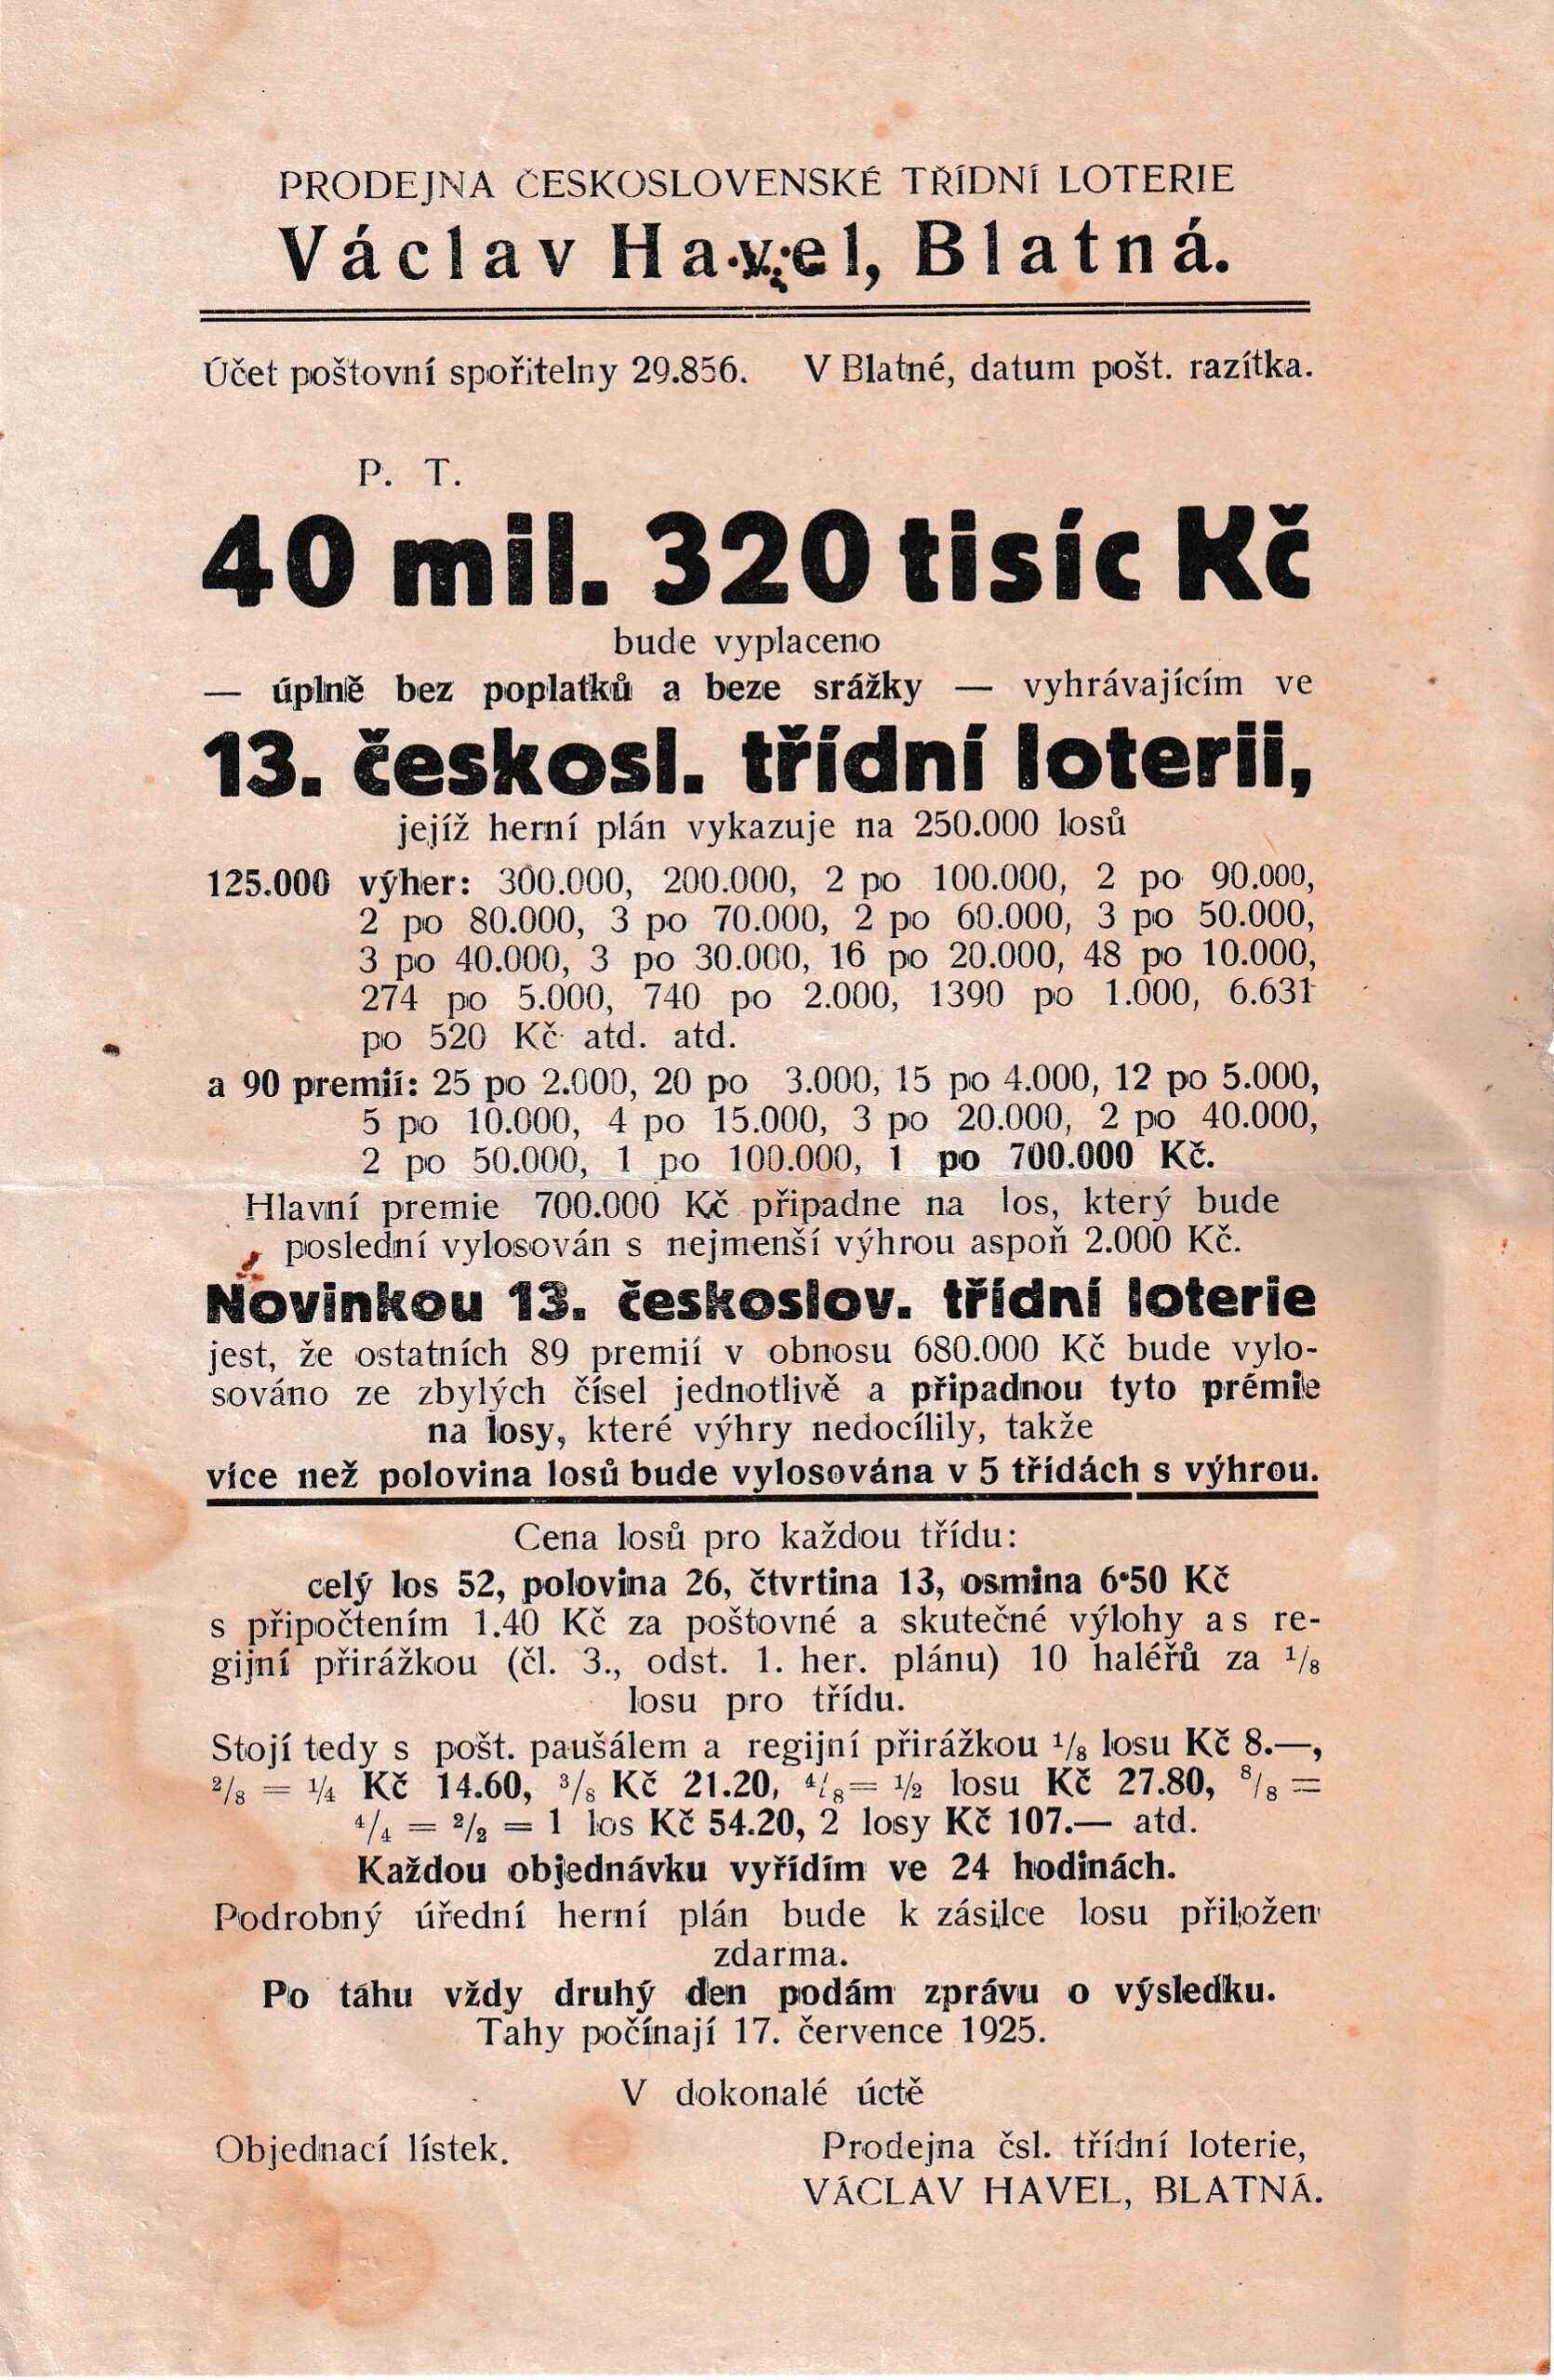 PRODEJNA ČESKOSLOVENSKÉ TŘÍDNÍ LOTERIE
Václav Havel, Blatná.
Účet poštovní spořitelny 29.856. V Blatné, datum pošt. razítka.
P. T.
40 mil. 320 tisíc Kč
bude vyplaceno
— úplně bez poplatků a beze srážky — vyhrávajícím ve
13. českosl. třídní loterii,
jejíž herní plán vykazuje na 250.000 losů
125.000 výher: 300.000, 200.000, 2 po 100.000, 2 po 90.000,
2 po 80.000, 3 po 70.000, 2 po 60.000, 3 po 50.000,
3 po 40.000, 3 po 30.000, 16 po 20.000, 48 po 10.000,
274 po 5.000, 740 po 2.000, 1390 po 1.000, 6.631
po 520 Kč atd. atd.
a 90 premií: 25 po 2.000, 20 po 3.000, 15 po 4.000, 12 po 5.000,
5 po 10.000, 4 po 15.000, 3 po 20.000, 2 po 40.000,
2 po 50.000, 1 po 100.000, 1 po 700.000 Kč.
Hlavní premie 700.000 Kč připadne na los, který bude
poslední vylosován s nejmenší výhrou aspoň 2.000 Kč.
Novinkou 13. českoslov. třídní loterie
jest, že ostatních 89 premií v obnosu 680.000 Kč bude vylo-
sováno ze zbylých čísel jednotlivě a připadnou tyto prémie
na losy, které výhry nedocílily, takže
více než polovina losů bude vylosována v 5 třídách s výhrou.
Cena losů pro každou třídu:
celý los 52, polovina 26, čtvrtina 13, osmina 6·50 Kč
s připočtením 1.40 Kč za poštovné a skutečné výlohy a s re-
gijní přirážkou (čl. 3., odst. 1. her. plánu) 10 haléřů za 1/8
losu pro třídu.
Stojí tedy s pošt. paušálem a regijní přirážkou 1/8 losu Kč 8.—,
2/8 = 1/4 Kč 14.60, 3/8 Kč 21.20, 4/8 = 1/2 losu Kč 27.80, 8/8 =
4/4 = 2/2 = 1 los Kč 54.20, 2 losy Kč 107.— atd.
Každou objednávku vyřídím ve 24 hodinách.
Podrobný úřední herní plán bude k zásilce losu přiložen
zdarma.
Po táhu vždy druhý den podám zprávu o výsledku.
Tahy počínají 17. července 1925.
V dokonalé úctě
Objednací lístek. Prodejna čsl. třídní loterie,
VÁCLAV HAVEL, BLATNÁ.